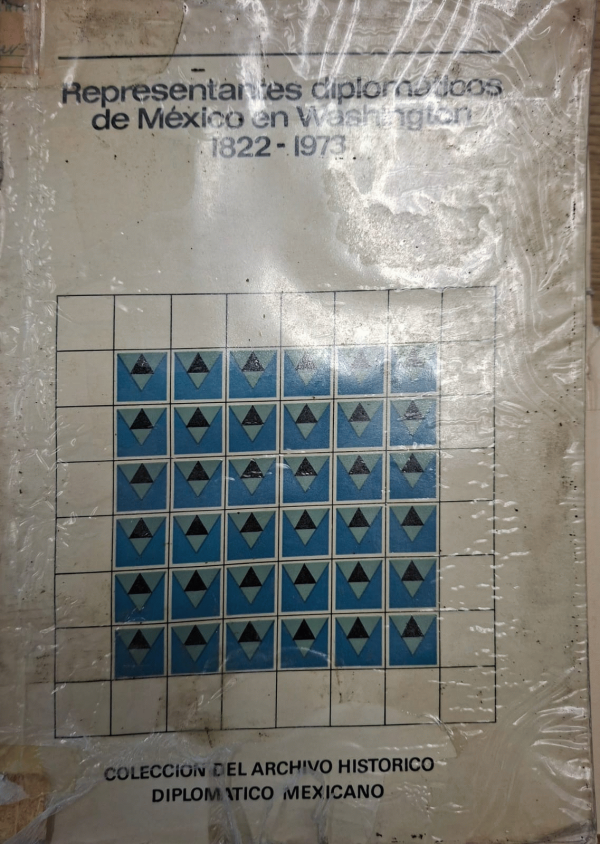 Representantes diplomáticos
de México en Washington
1822-1973
COLECCION DEL ARCHIVO HISTORICO
DIPLOMATICO MEXICANO